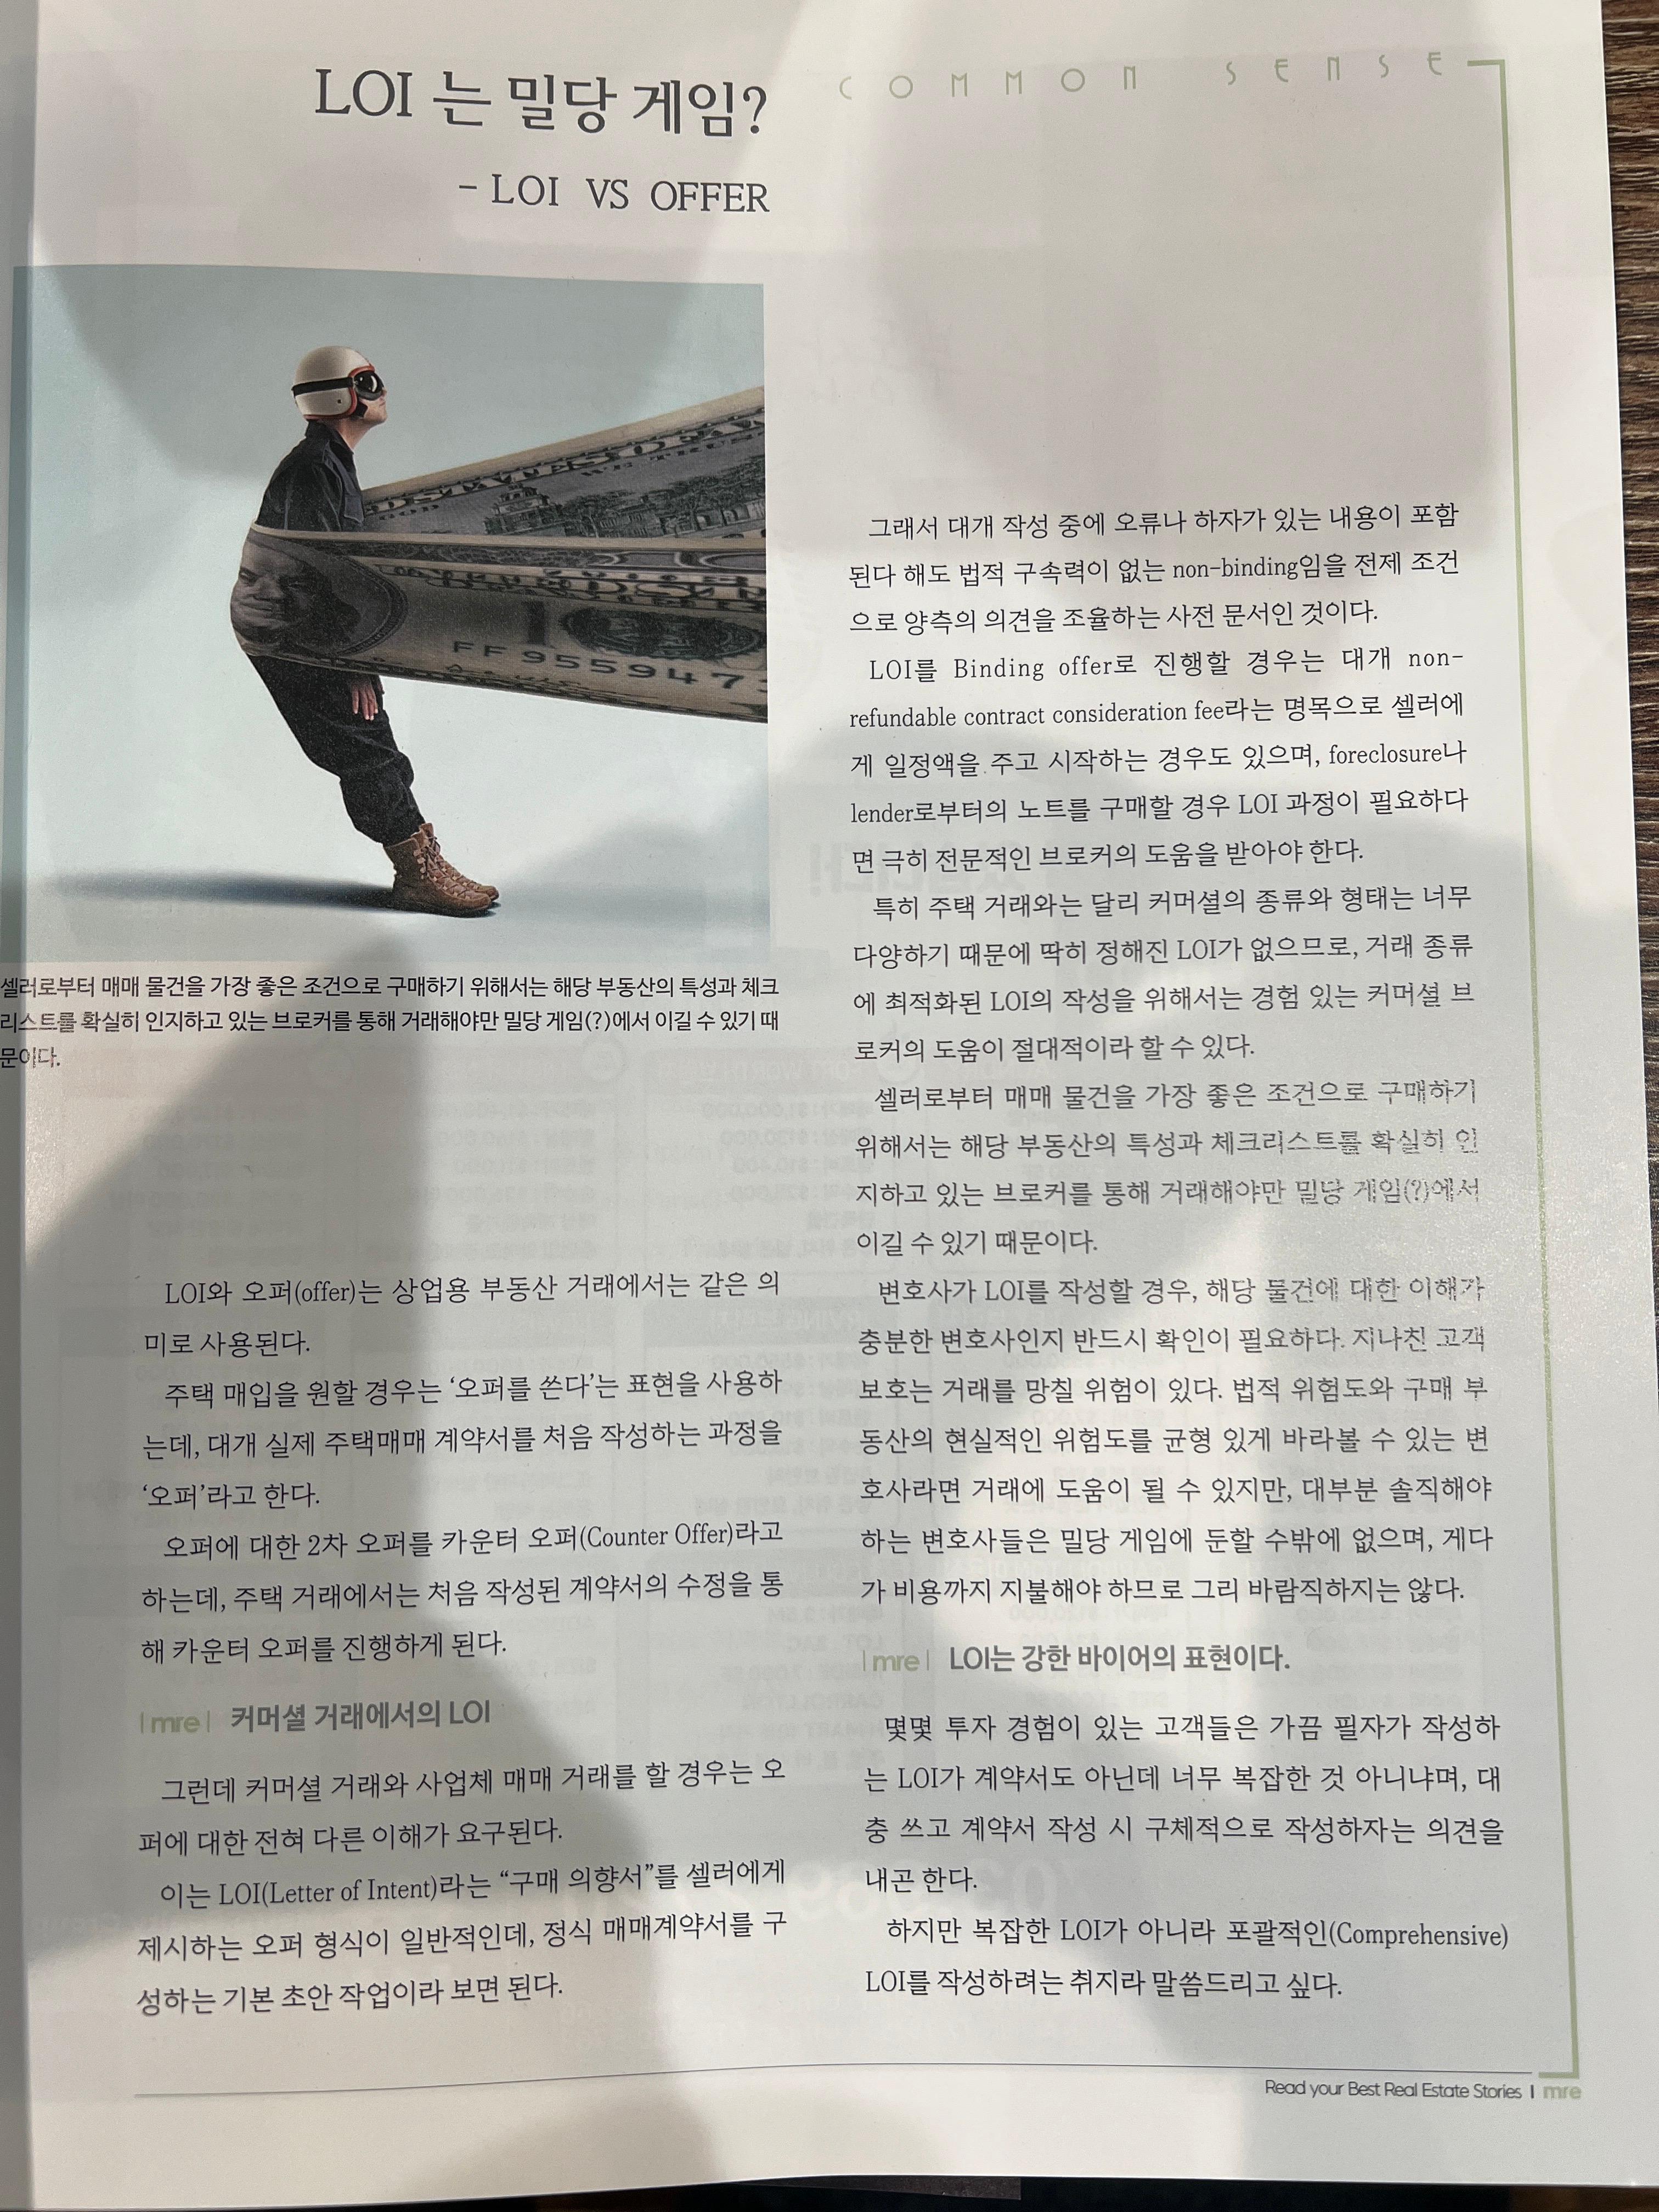 COMMON SENSE
LOI 는 밀당 게임?
- LOI VS OFFER
WE TRUS
GOD
FF 955947
셀러로부터 매매 물건을 가장 좋은 조건으로 구매하기 위해서는 해당 부동산의 특성과 체크
리스트를 확실히 인지하고 있는 브로커를 통해 거래해야만 밀당 게임(?)에서 이길 수 있기 때
문이다.
LOI와 오퍼(offer)는 상업용 부동산 거래에서는 같은 의
미로 사용된다.
주택 매입을 원할 경우는 ‘오퍼를 쓴다’는 표현을 사용하
는데, 대개 실제 주택매매 계약서를 처음 작성하는 과정을
‘오퍼’라고 한다.
오퍼에 대한 2차 오퍼를 카운터 오퍼(Counter Offer)라고
하는데, 주택 거래에서는 처음 작성된 계약서의 수정을 통
해 카운터 오퍼를 진행하게 된다.
| mre | 커머셜 거래에서의 LOI
그런데 커머셜 거래와 사업체 매매 거래를 할 경우는 오
퍼에 대한 전혀 다른 이해가 요구된다.
이는 LOI(Letter of Intent)라는 “구매 의향서”를 셀러에게
제시하는 오퍼 형식이 일반적인데, 정식 매매계약서를 구
성하는 기본 초안 작업이라 보면 된다.
그래서 대개 작성 중에 오류나 하자가 있는 내용이 포함
된다 해도 법적 구속력이 없는 non-binding임을 전제 조건
으로 양측의 의견을 조율하는 사전 문서인 것이다.
LOI를 Binding offer로 진행할 경우는 대개 non-
refundable contract consideration fee라는 명목으로 셀러에
게 일정액을 주고 시작하는 경우도 있으며, foreclosure나
lender로부터의 노트를 구매할 경우 LOI 과정이 필요하다
면 극히 전문적인 브로커의 도움을 받아야 한다.
특히 주택 거래와는 달리 커머셜의 종류와 형태는 너무
다양하기 때문에 딱히 정해진 LOI가 없으므로, 거래 종류
에 최적화된 LOI의 작성을 위해서는 경험 있는 커머셜 브
로커의 도움이 절대적이라 할 수 있다.
셀러로부터 매매 물건을 가장 좋은 조건으로 구매하기
위해서는 해당 부동산의 특성과 체크리스트를 확실히 인
지하고 있는 브로커를 통해 거래해야만 밀당 게임(?)에서
이길 수 있기 때문이다.
변호사가 LOI를 작성할 경우, 해당 물건에 대한 이해가
충분한 변호사인지 반드시 확인이 필요하다. 지나친 고객
보호는 거래를 망칠 위험이 있다. 법적 위험도와 구매 부
동산의 현실적인 위험도를 균형 있게 바라볼 수 있는 변
호사라면 거래에 도움이 될 수 있지만, 대부분 솔직해야
하는 변호사들은 밀당 게임에 둔할 수밖에 없으며, 게다
가 비용까지 지불해야 하므로 그리 바람직하지는 않다.
| mre | LOI는 강한 바이어의 표현이다.
몇몇 투자 경험이 있는 고객들은 가끔 필자가 작성하
는 LOI가 계약서도 아닌데 너무 복잡한 것 아니냐며, 대
충 쓰고 계약서 작성 시 구체적으로 작성하자는 의견을
내곤 한다.
하지만 복잡한 LOI가 아니라 포괄적인(Comprehensive)
LOI를 작성하려는 취지라 말씀드리고 싶다.
Read your Best Real Estate Stories | mre